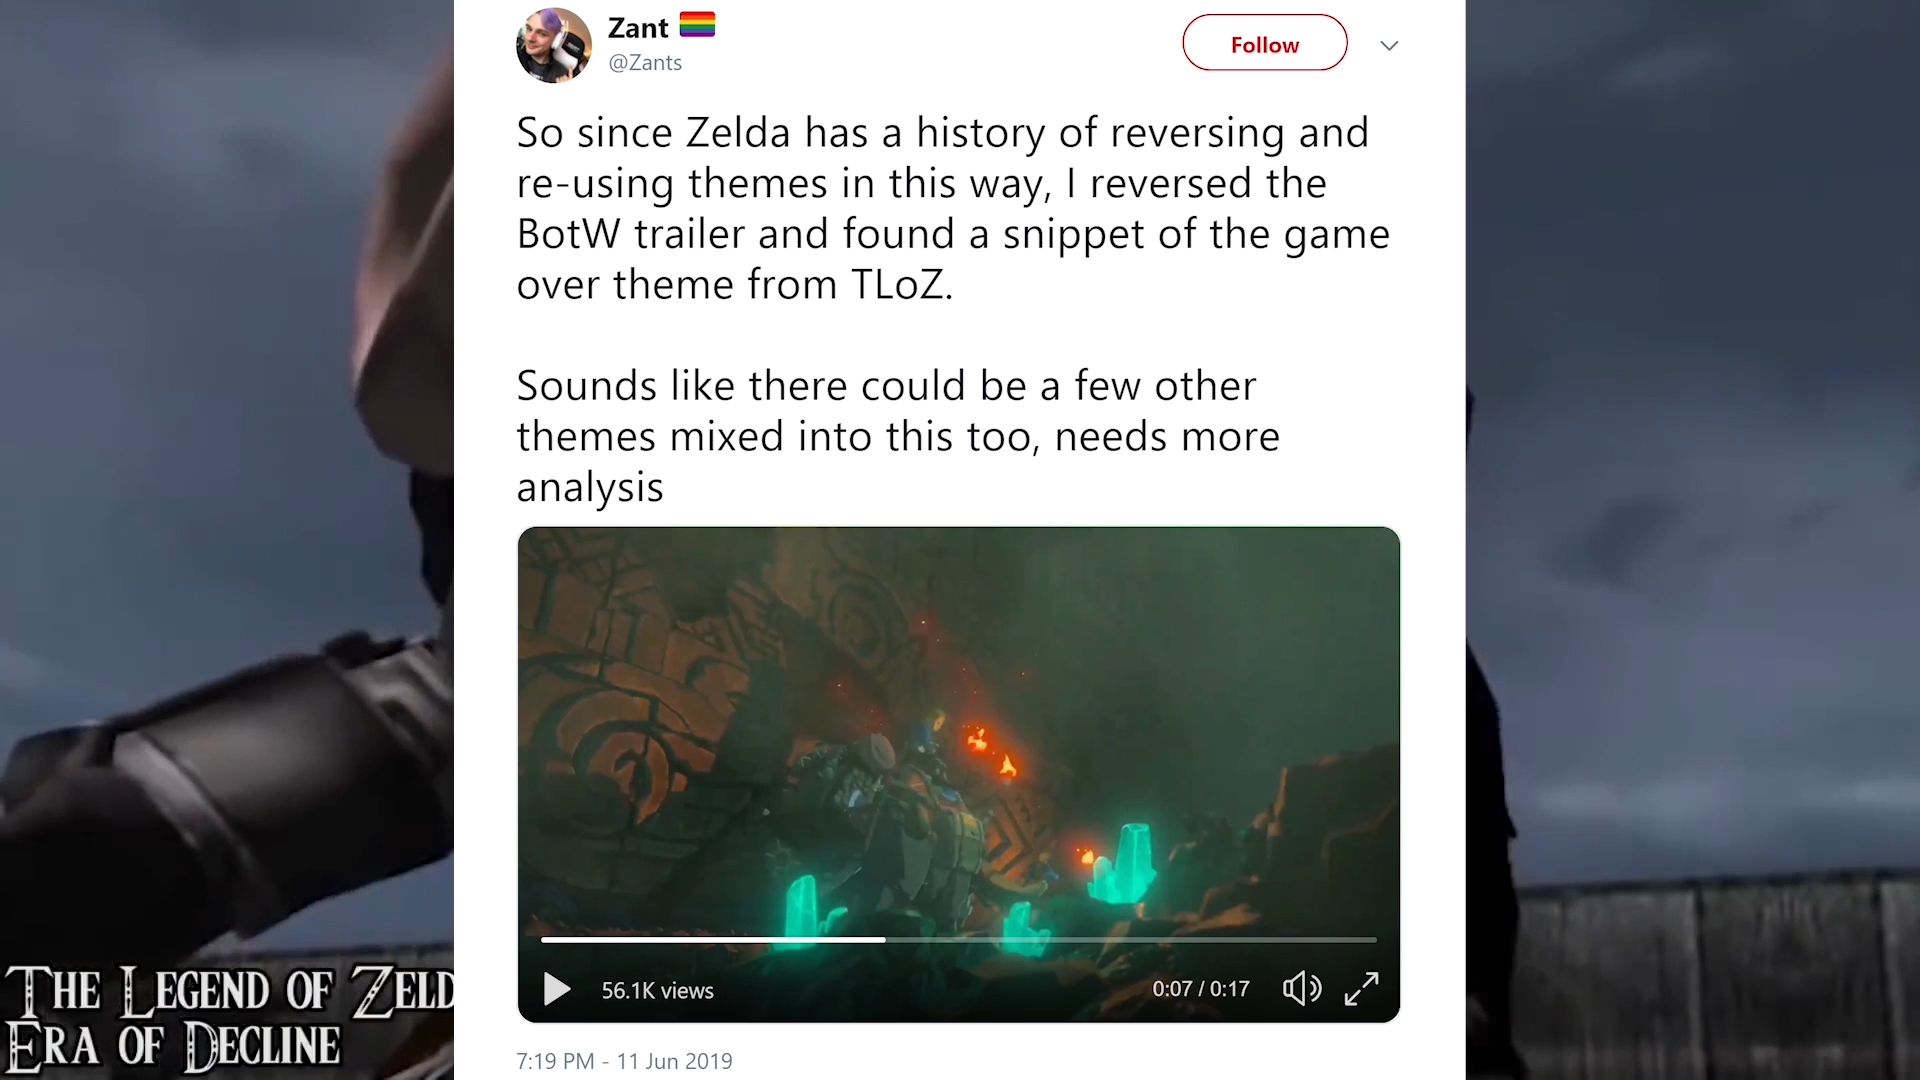 Zant
@Zants
Follow
So since Zelda has a history of reversing and
re-using themes in this way, I reversed the
BotW trailer and found a snippet of the game
over theme from TLoZ.
Sounds like there could be a few other
themes mixed into this too, needs more
analysis
56.1K views
0:07 / 0:17
7:19 PM - 11 Jun 2019
THE LEGEND OF ZELD
ERA OF DECLINE